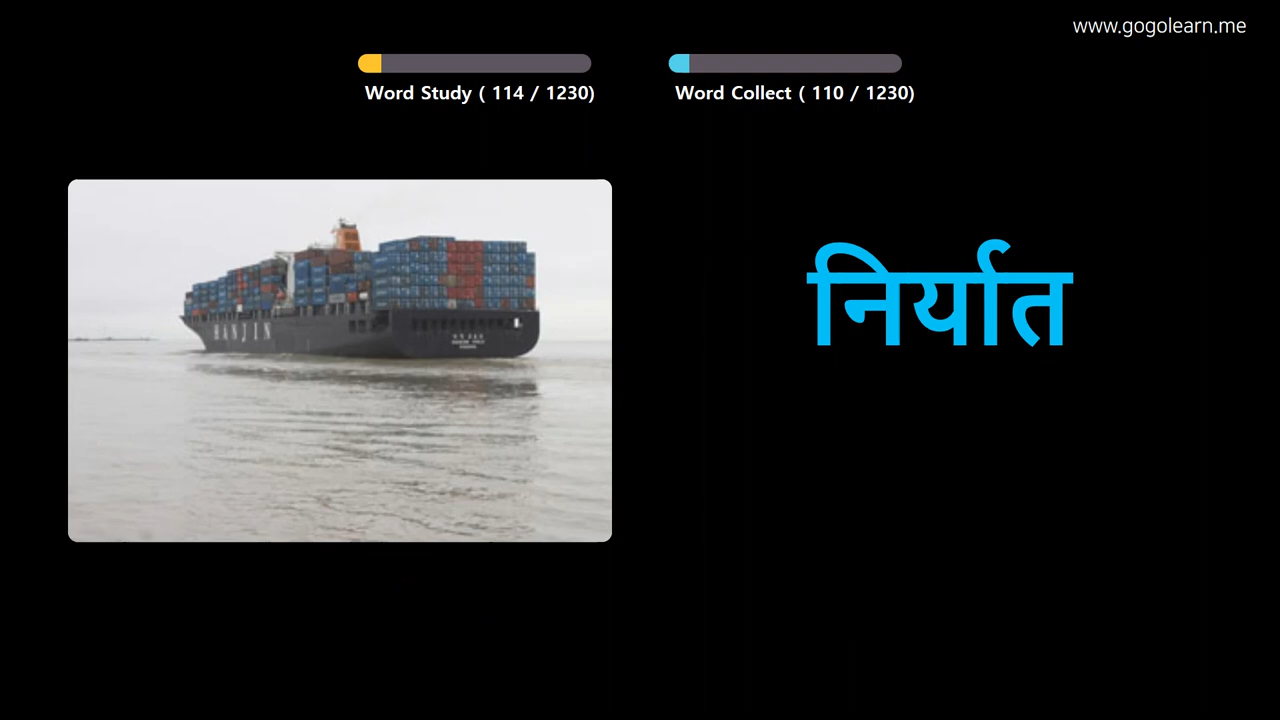 www.gogolearn.me
Word Study ( 114 / 1230)
Word Collect ( 110 / 1230)
HANJIN
निर्यात